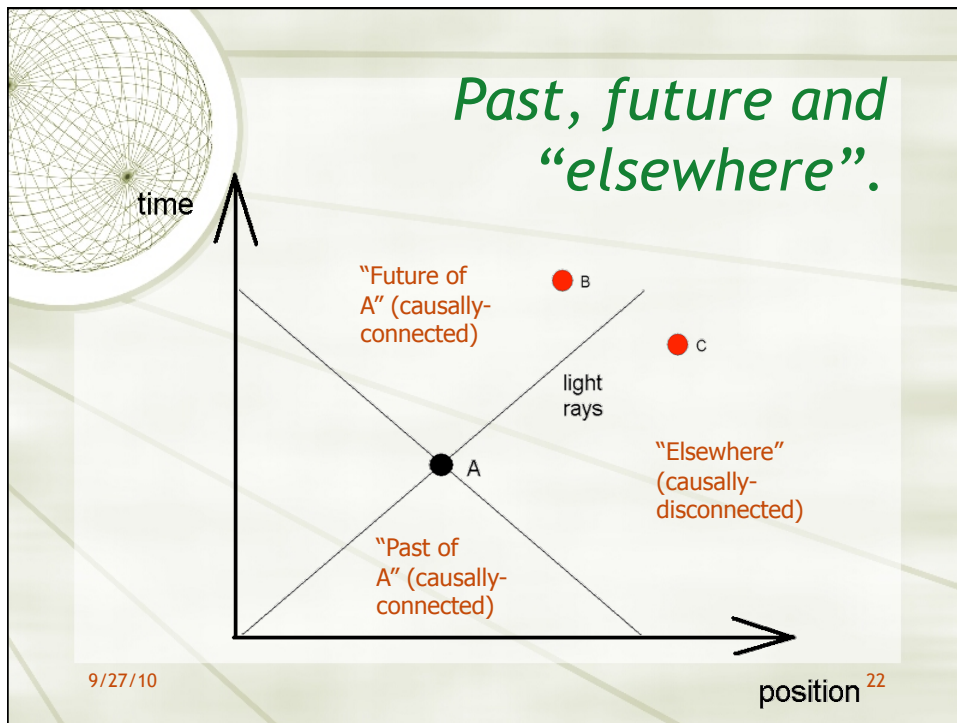 Past, future and
“elsewhere”.
time
“Future of
A” (causally-
connected)
B
C
light
rays
A
“Elsewhere”
(causally-
disconnected)
“Past of
A” (causally-
connected)
9/27/10
position
22